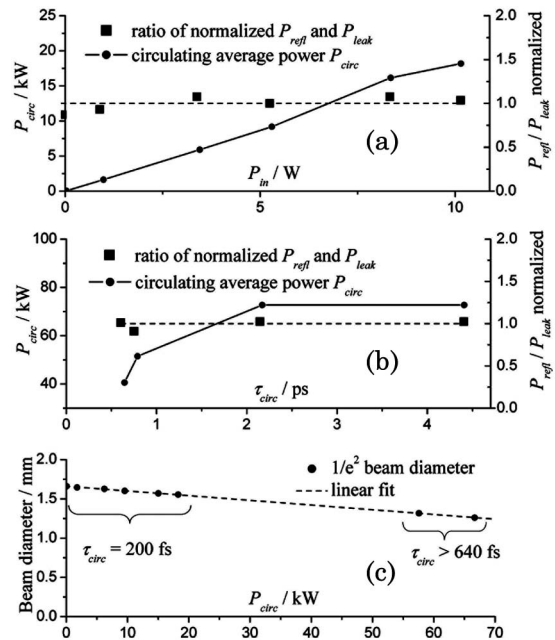 25
20
15
10
5
0
P_circ / kW
ratio of normalized P_refl and P_leak
circulating average power P_circ
(a)
0
5
10
P_in / W
2.0
1.5
1.0
0.5
0.0
P_refl / P_leak normalized
100
80
60
40
P_circ / kW
ratio of normalized P_refl and P_leak
circulating average power P_circ
(b)
0
1
2
3
4
τ_circ / ps
2.0
1.5
1.0
0.5
0.0
P_refl / P_leak normalized
2.0
1.5
1.0
0.5
0.0
Beam diameter / mm
1/e² beam diameter
linear fit
τ_circ = 200 fs
τ_circ > 640 fs
(c)
0
10
20
30
40
50
60
70
P_circ / kW